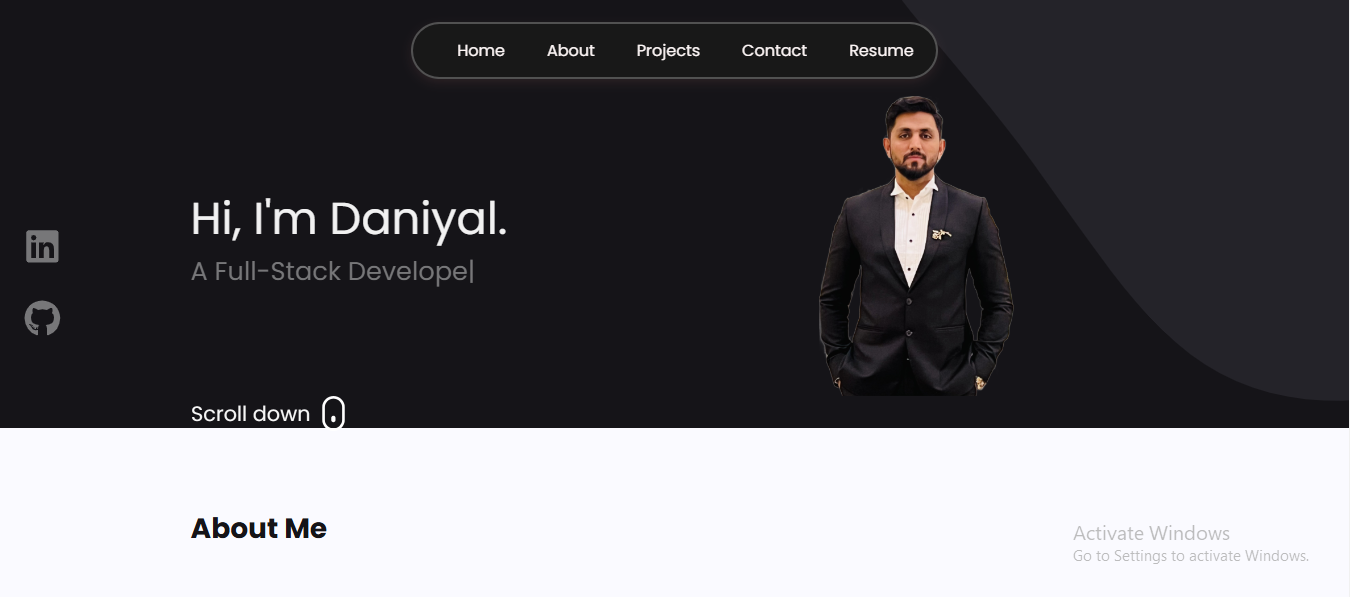 Home About Projects Contact Resume
Hi, I'm Daniyal.
A Full-Stack Develope|
in
Scroll down
About Me
Activate Windows
Go to Settings to activate Windows.